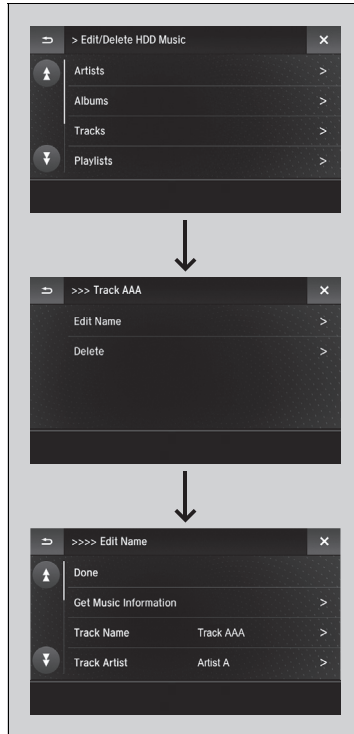 > Edit/Delete HDD Music
Artists >
Albums >
Tracks >
Playlists >
>>> Track AAA
Edit Name >
Delete >
>>>> Edit Name
Done
Get Music Information >
Track Name Track AAA >
Track Artist Artist A >